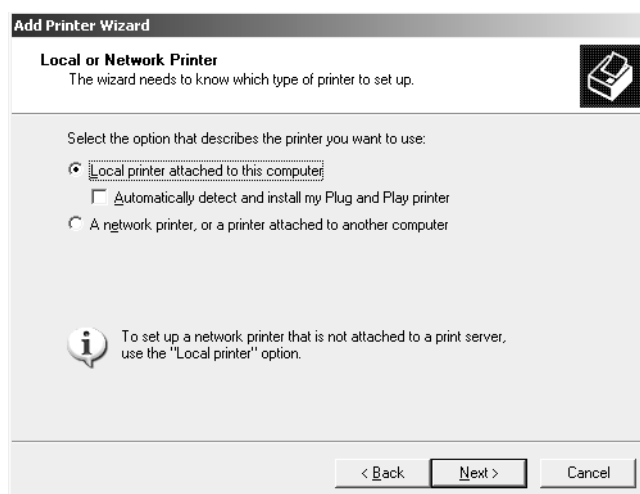 Add Printer Wizard
Local or Network Printer
The wizard needs to know which type of printer to set up.
Select the option that describes the printer you want to use:
Local printer attached to this computer
Automatically detect and install my Plug and Play printer
A network printer, or a printer attached to another computer
To set up a network printer that is not attached to a print server,
use the "Local printer" option.
< Back Next > Cancel